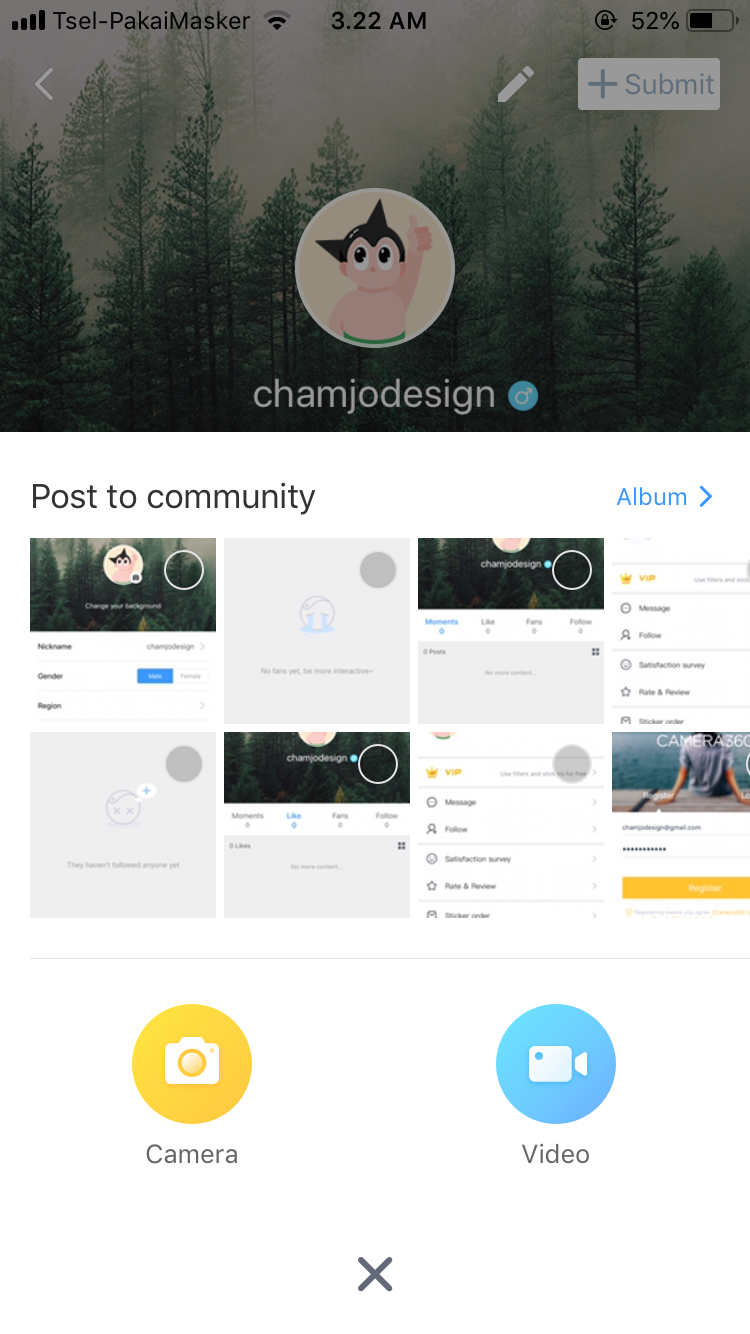 Tsel-PakaiMasker 3.22 AM 52%
Submit
chamjodesign
Post to community Album
Change your background
Nickname chamjodesign
Gender Male Female
Region
No fans yet, be more interactive~
chamjodesign
Moments Like Fans Follow
0 0 0 0
0 Posts
No more content...
VIP Use filters and stick
Message
Follow
Satisfaction survey
Rate & Review
Sticker order
They haven't followed anyone yet
chamjodesign
Moments Like Fans Follow
0 0 0 0
0 Likes
No more content...
VIP Use filters and stickers for free
Message
Follow
Satisfaction survey
Rate & Review
Sticker order
CAMERA360
Register Lo
chamjodesign@gmail.com
Register
Registering means you agree
Camera Video